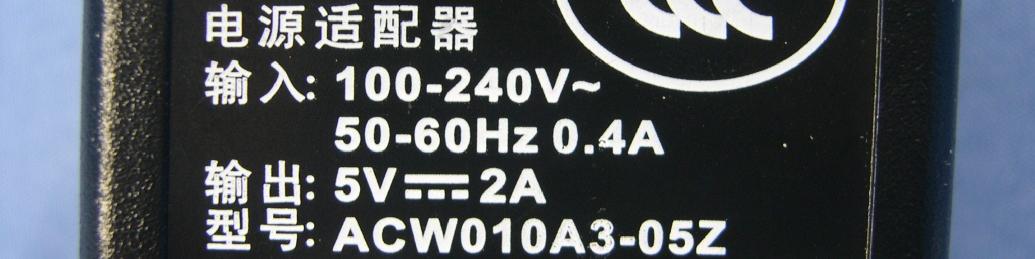 电源适配器
输入: 100-240V~
50-60Hz 0.4A
输出: 5V⎓2A
型号: ACW010A3-05Z